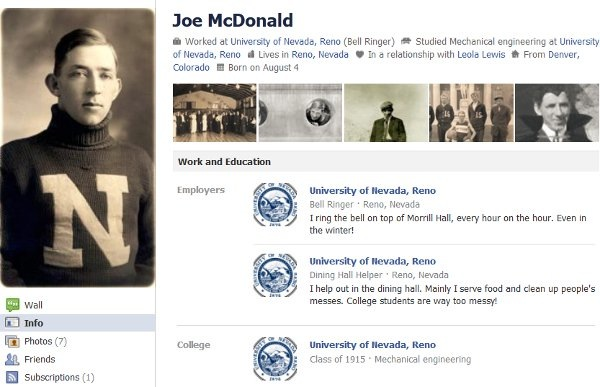 Joe McDonald
Worked at University of Nevada, Reno (Bell Ringer) Studied Mechanical engineering at University
of Nevada, Reno Lives in Reno, Nevada In a relationship with Leola Lewis From Denver,
Colorado Born on August 4
N
Work and Education
Employers
University of Nevada, Reno
Bell Ringer · Reno, Nevada
I ring the bell on top of Morrill Hall, every hour on the hour. Even in
the winter!
University of Nevada, Reno
Dining Hall Helper · Reno, Nevada
I help out in the dining hall. Mainly I serve food and clean up people's
messes. College students are way too messy!
College
University of Nevada, Reno
Class of 1915 · Mechanical engineering
Wall
Info
Photos (7)
Friends
Subscriptions (1)